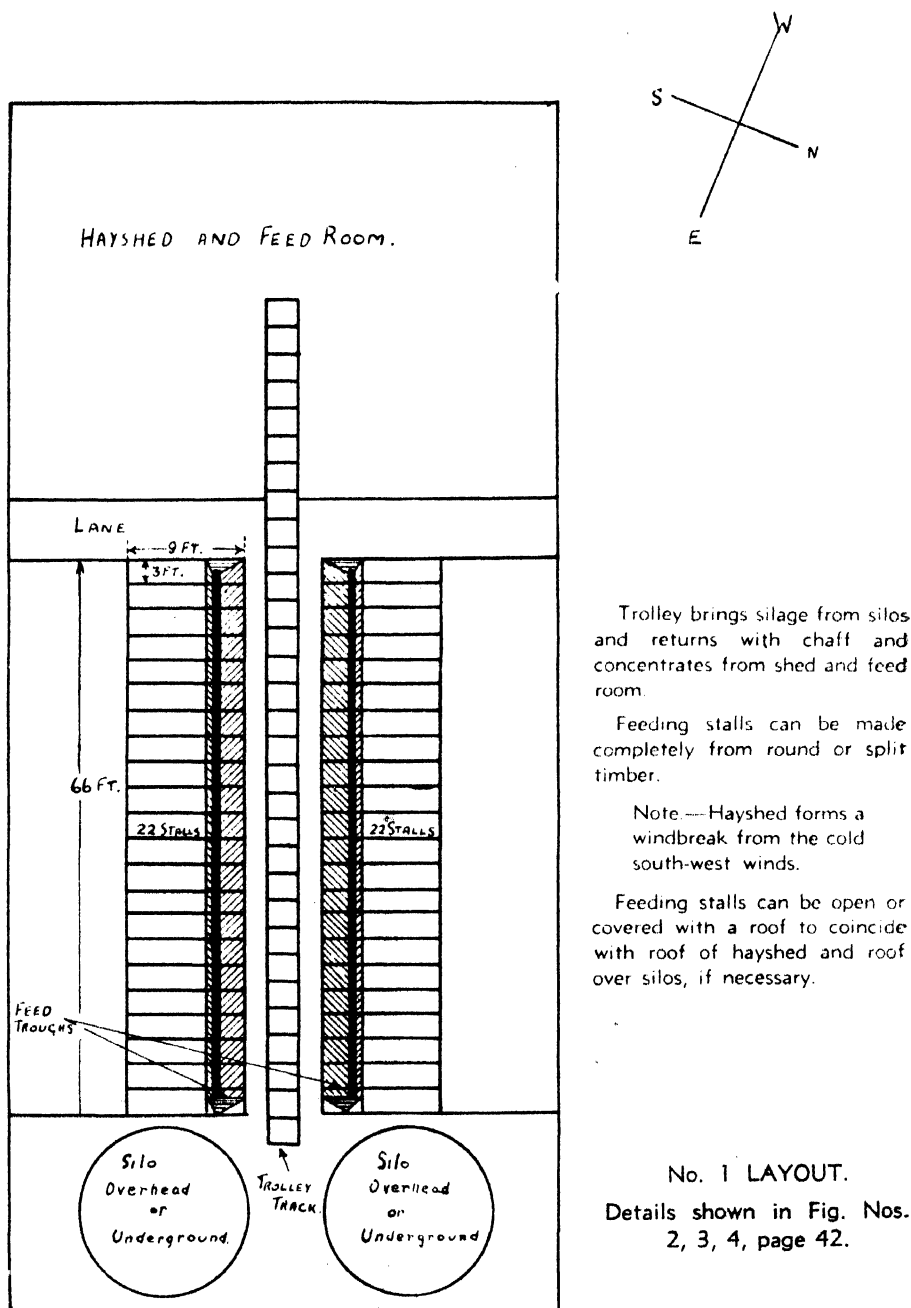 W
S
N
E
HAYSHED AND FEED ROOM.
LANE
9 FT.
3 FT.
66 FT.
22 STALLS
22 STALLS
FEED
TROUGHS
Silo
Overhead
or
Underground.
TROLLEY
TRACK.
Silo
Overhead
or
Underground
Trolley brings silage from silos
and returns with chaff and
concentrates from shed and feed
room.
Feeding stalls can be made
completely from round or split
timber.
Note.—Hayshed forms a
windbreak from the cold
south-west winds.
Feeding stalls can be open or
covered with a roof to coincide
with roof of hayshed and roof
over silos, if necessary.
No. 1 LAYOUT.
Details shown in Fig. Nos.
2, 3, 4, page 42.